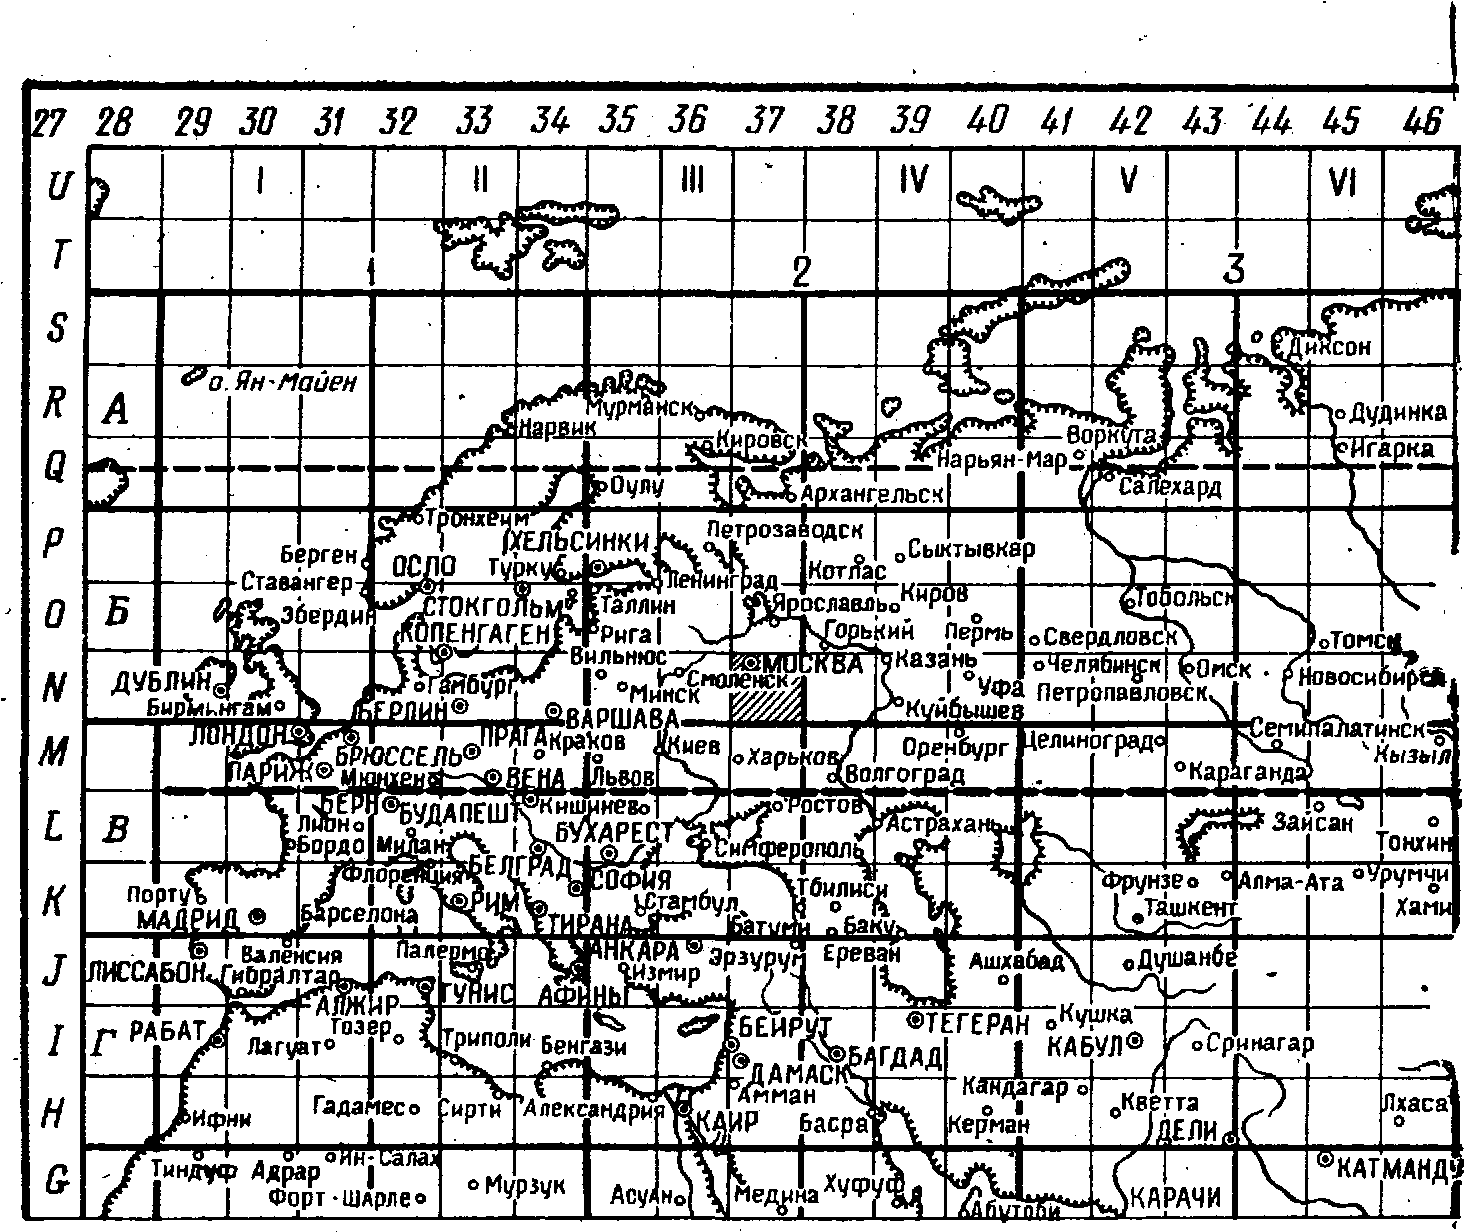 27 28 29 30 31 32 33 34 35 36 37 38 39 40 41 42 43 44 45 46
U I II III IV V VI
T 1 2 3
S
Диксон
о. Ян-Майен
R А Мурманск Дудинка
Нарвик Кировск Воркута
Нарьян-Мар Игарка
Q Оулу Архангельск Салехард
Тронхейм Петрозаводск
P Берген ХЕЛЬСИНКИ Сыктывкар
ОСЛО Турку Котлас
Ставангер Ленинград Киров
O Б Эбердин СТОКГОЛЬМ Таллин Ярославль Тобольск
КОПЕНГАГЕН Рига Горький Пермь Свердловск Томск
Вильнюс МОСКВА Казань Челябинск Омск
N ДУБЛИН Гамбург Минск Смоленск Уфа Петропавловск Новосибирск
Бирмингам БЕРЛИН ВАРШАВА Куйбышев
ЛОНДОН ПРАГА Краков Киев Оренбург Целиноград Семипалатинск
M БРЮССЕЛЬ Харьков Кызыл
ПАРИЖ Мюнхен ВЕНА Львов Волгоград Караганда
БЕРН БУДАПЕШТ Кишинев Ростов
L В Лион БУХАРЕСТ Астрахань Зайсан
Бордо Милан Симферополь Тонхин
Флоренция БЕЛГРАД СОФИЯ Тбилиси Фрунзе Алма-Ата Урумчи
K Порту РИМ Стамбул Ташкент Хами
МАДРИД Барселона ТИРАНА Батуми Баку
Валенсия Палермо АНКАРА Эрзурум Ереван Душанбе
J ЛИССАБОН Гибралтар Измир Ашхабад
АЛЖИР ТУНИС АФИНЫ
I Г РАБАТ Тозер БЕЙРУТ ТЕГЕРАН Кушка
Лагуат Триполи Бенгази БАГДАД КАБУЛ Сринагар
ДАМАСК Кандагар
H Гадамес Сирти Александрия Амман Кветта Лхаса
Ифни КАИР Басра Керман ДЕЛИ
Тиндуф Адрар Ин-Салах КАТМАНДУ
G Форт-Шарле Мурзук Асуан Медина Хуфуф КАРАЧИ
Абутоби